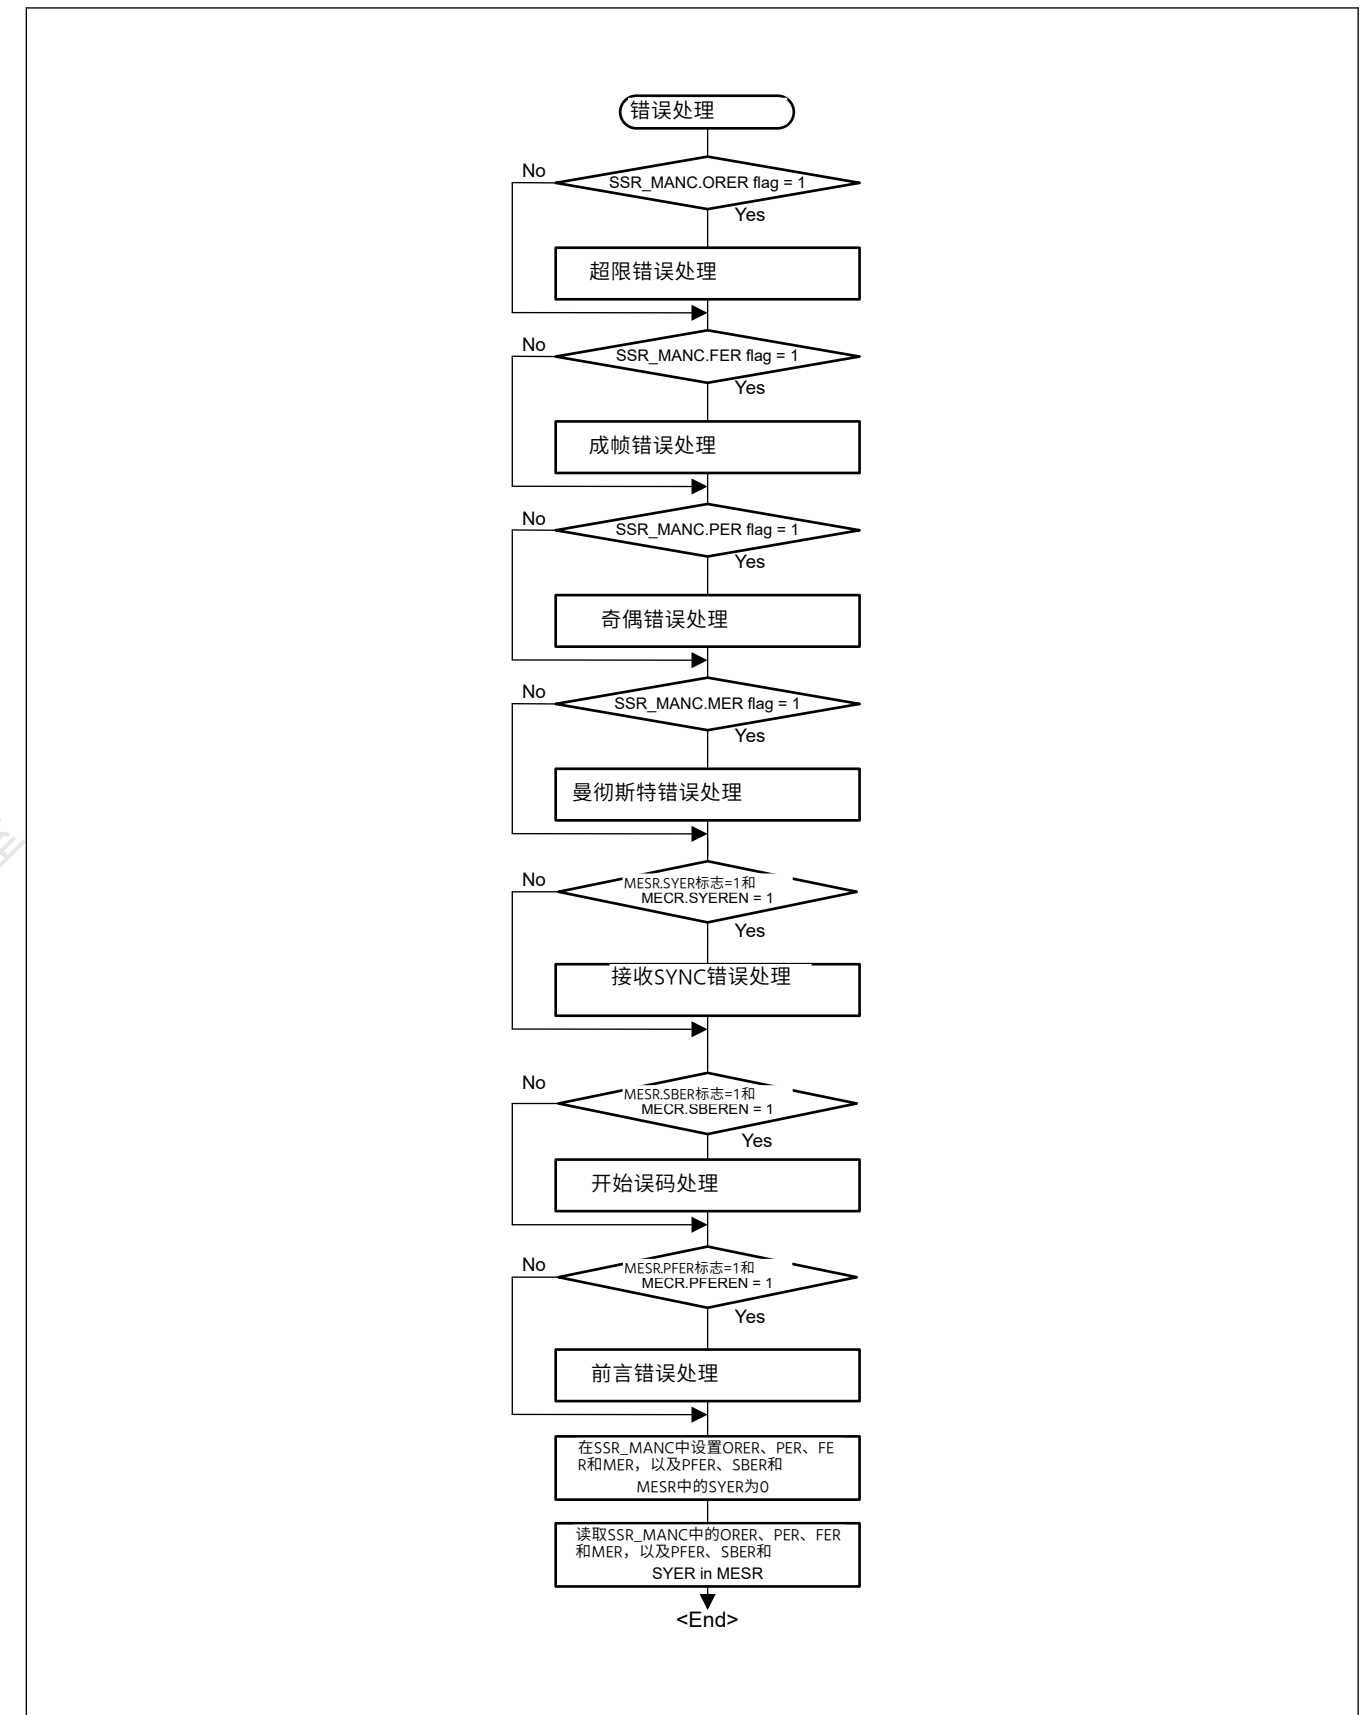 错误处理
No
SSR_MANC.ORER flag = 1
Yes
超限错误处理
No
SSR_MANC.FER flag = 1
Yes
成帧错误处理
No
SSR_MANC.PER flag = 1
Yes
奇偶错误处理
No
SSR_MANC.MER flag = 1
Yes
曼彻斯特错误处理
No
MESR.SYER标志=1和
MECR.SYEREN = 1
Yes
接收SYNC错误处理
No
MESR.SBER标志=1和
MECR.SBEREN = 1
Yes
开始误码处理
No
MESR.PFER标志=1和
MECR.PFEREN = 1
Yes
前言错误处理
在SSR_MANC中设置ORER、PER、FE
R和MER，以及PFER、SBER和
MESR中的SYER为0
读取SSR_MANC中的ORER、PER、FER
和MER，以及PFER、SBER和
SYER in MESR
<End>